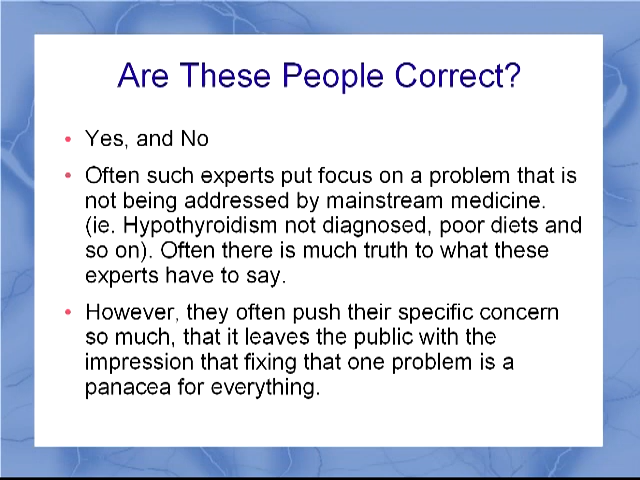 Are These People Correct?
• Yes, and No
• Often such experts put focus on a problem that is
not being addressed by mainstream medicine.
(ie. Hypothyroidism not diagnosed, poor diets and
so on). Often there is much truth to what these
experts have to say.
• However, they often push their specific concern
so much, that it leaves the public with the
impression that fixing that one problem is a
panacea for everything.